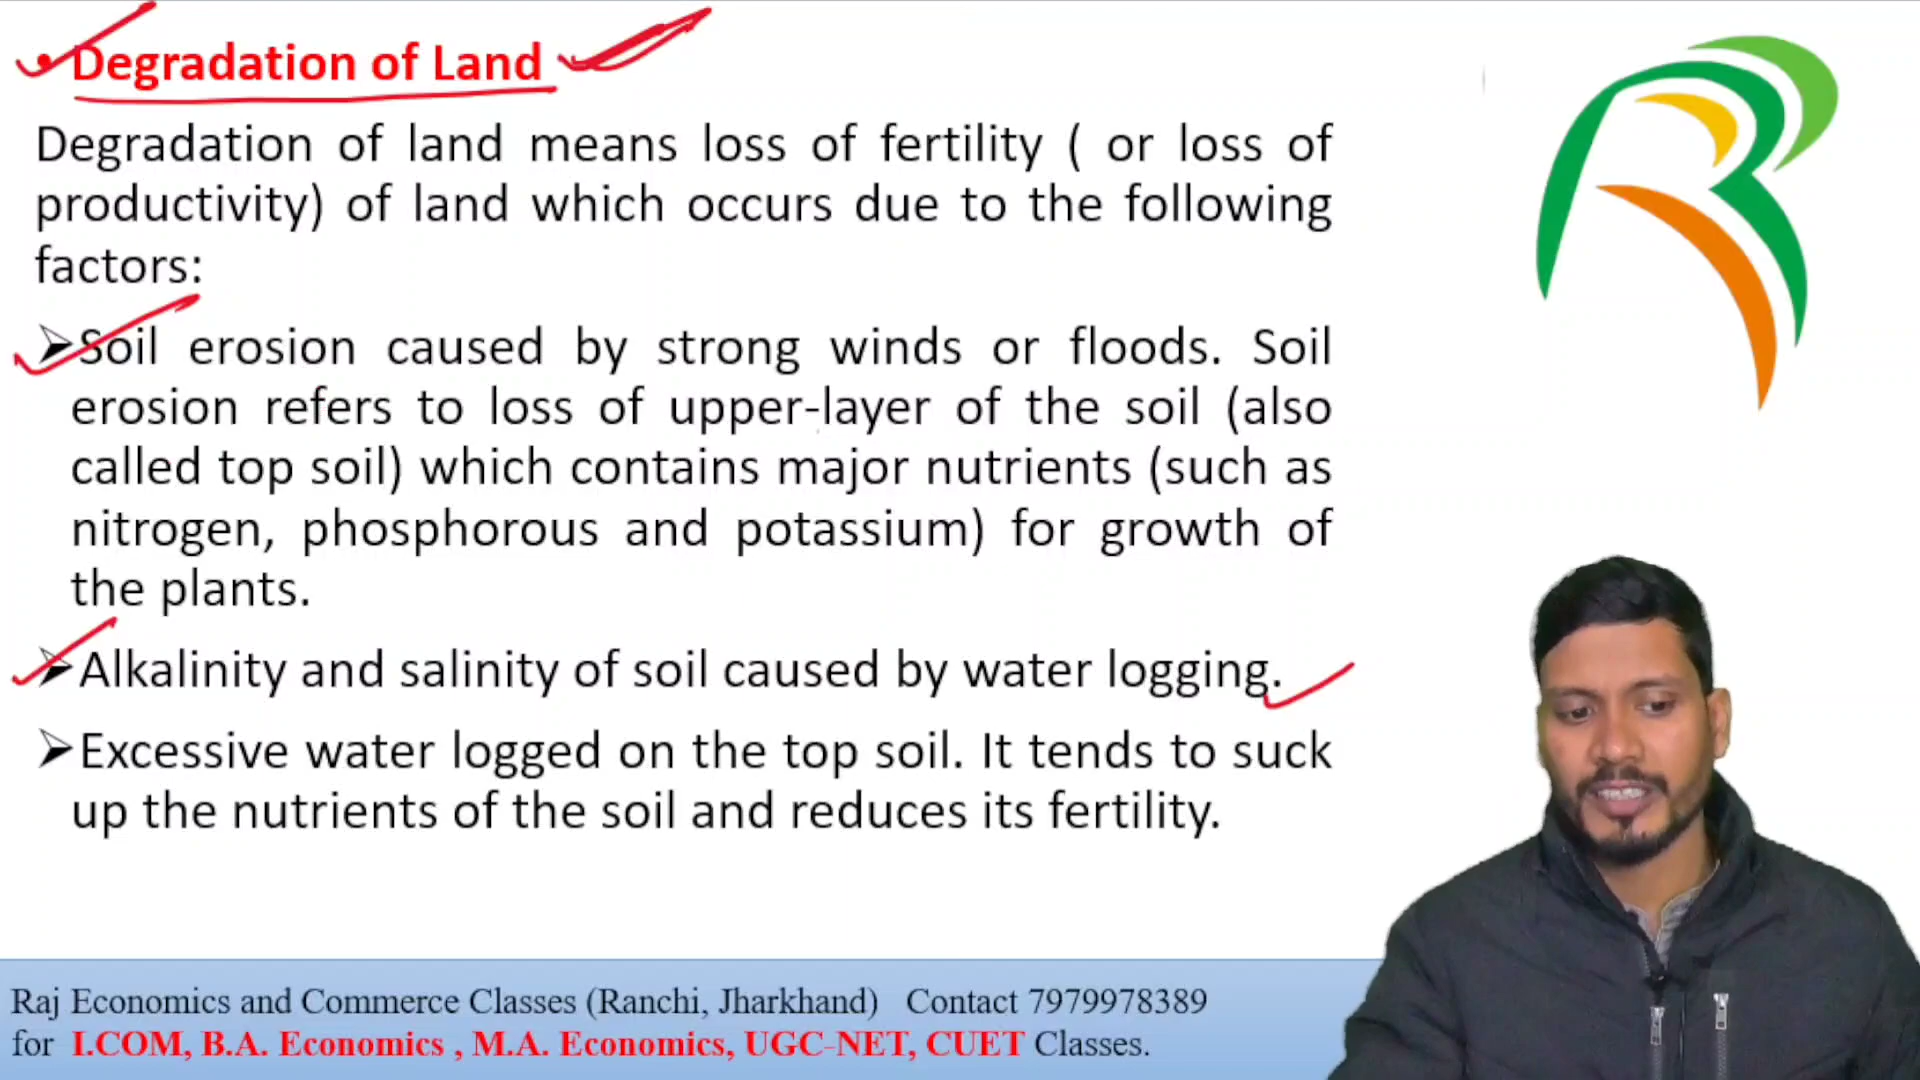 • Degradation of Land
Degradation of land means loss of fertility ( or loss of
productivity) of land which occurs due to the following
factors:
➢Soil erosion caused by strong winds or floods. Soil
erosion refers to loss of upper-layer of the soil (also
called top soil) which contains major nutrients (such as
nitrogen, phosphorous and potassium) for growth of
the plants.
➢Alkalinity and salinity of soil caused by water logging.
➢Excessive water logged on the top soil. It tends to suck
up the nutrients of the soil and reduces its fertility.
Raj Economics and Commerce Classes (Ranchi, Jharkhand) Contact 7979978389
for I.COM, B.A. Economics , M.A. Economics, UGC-NET, CUET Classes.